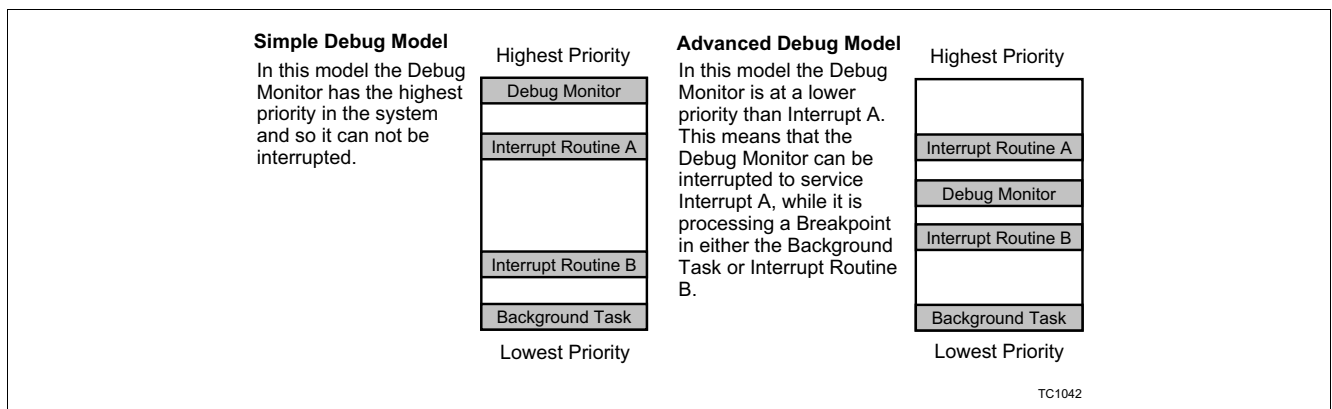 Simple Debug Model
In this model the Debug
Monitor has the highest
priority in the system
and so it can not be
interrupted.
Highest Priority
Debug Monitor
Interrupt Routine A
Interrupt Routine B
Background Task
Lowest Priority
Advanced Debug Model
In this model the Debug
Monitor is at a lower
priority than Interrupt A.
This means that the
Debug Monitor can be
interrupted to service
Interrupt A, while it is
processing a Breakpoint
in either the Background
Task or Interrupt Routine
B.
Highest Priority
Interrupt Routine A
Debug Monitor
Interrupt Routine B
Background Task
Lowest Priority
TC1042